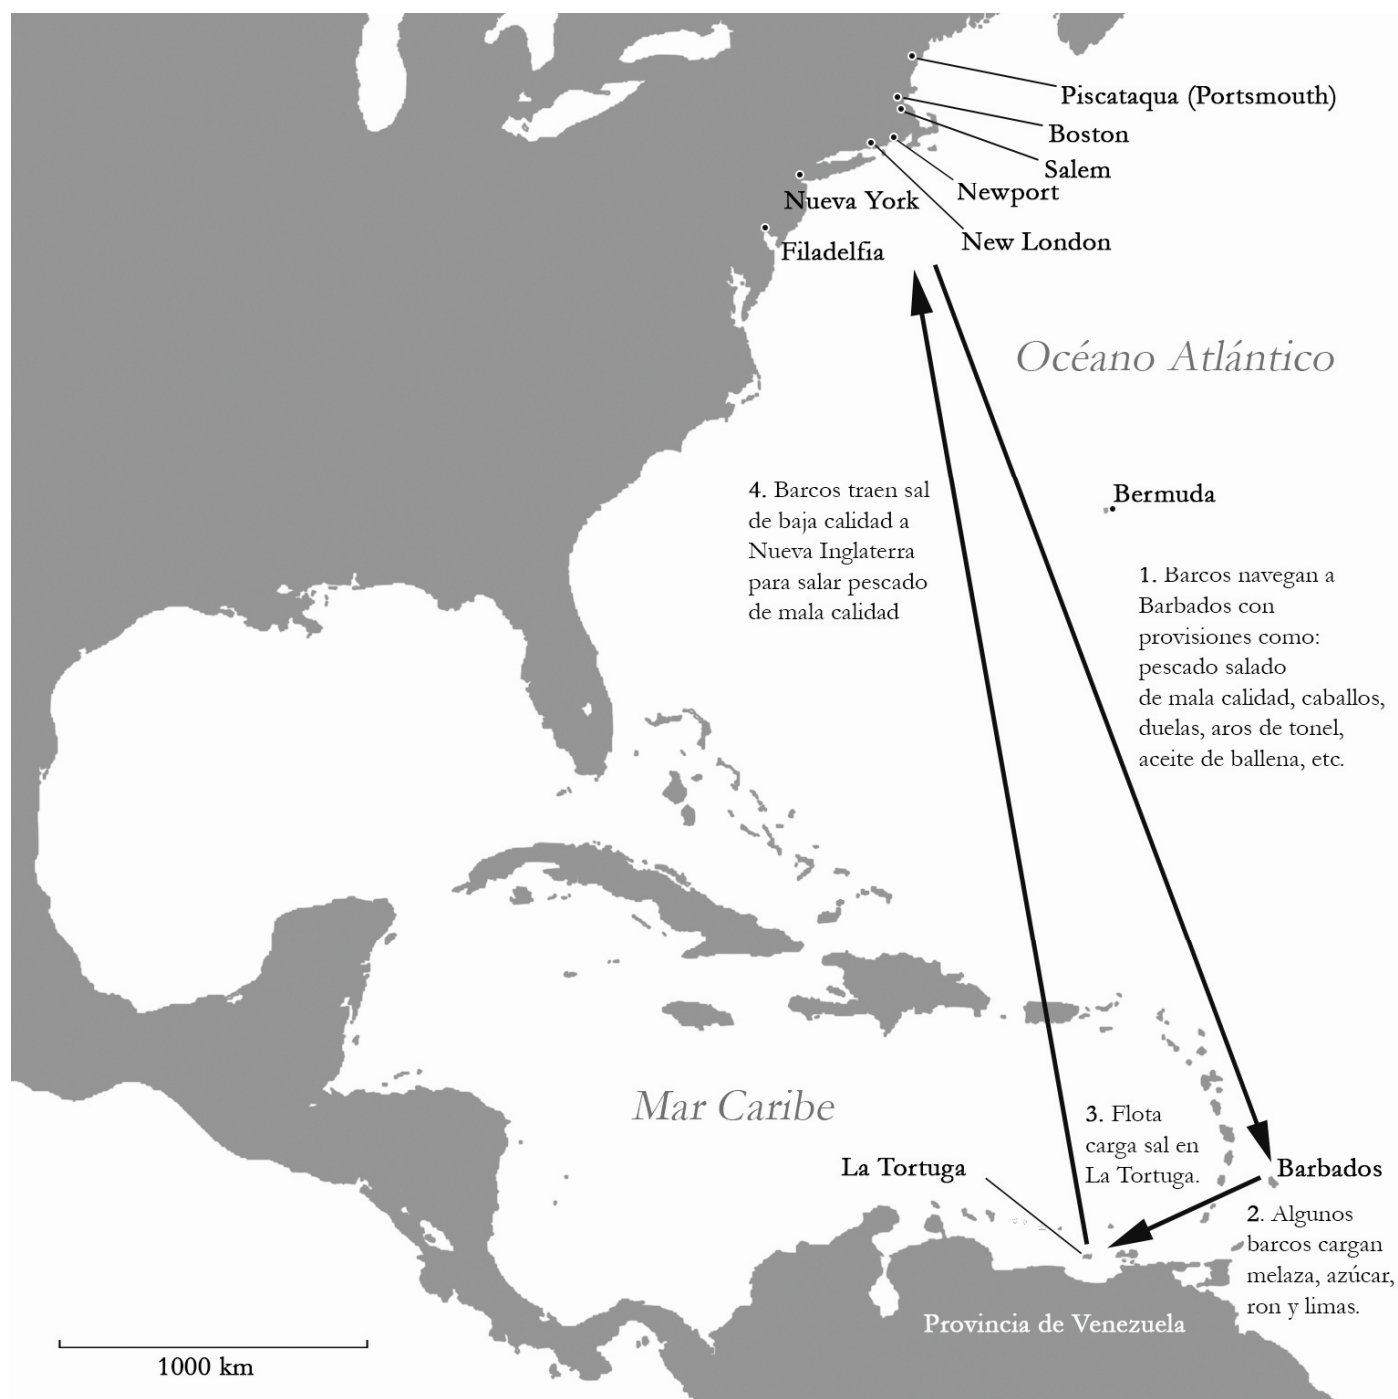 Piscataqua (Portsmouth)
Boston
Salem
Newport
Nueva York
New London
Filadelfia
Océano Atlántico
4. Barcos traen sal
de baja calidad a
Nueva Inglaterra
para salar pescado
de mala calidad
Bermuda
1. Barcos navegan a
Barbados con
provisiones como:
pescado salado
de mala calidad, caballos,
duelas, aros de tonel,
aceite de ballena, etc.
Mar Caribe
3. Flota
carga sal en
La Tortuga.
La Tortuga
Barbados
2. Algunos
barcos cargan
melaza, azúcar,
ron y limas.
Provincia de Venezuela
1000 km